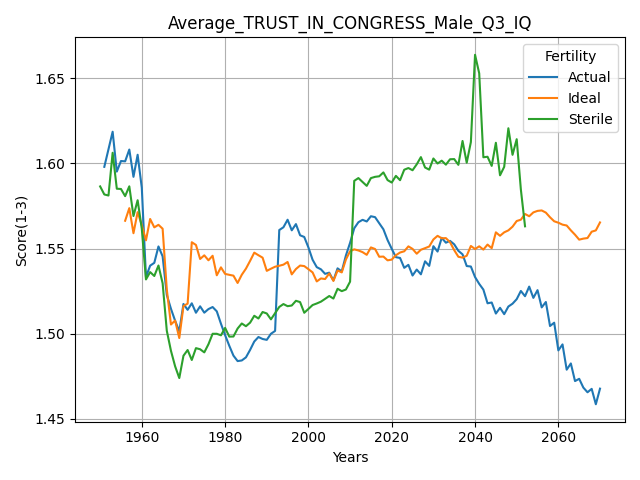 Average_TRUST_IN_CONGRESS_Male_Q3_IQ
Fertility
Actual
Ideal
Sterile
Score(1-3)
1.65
1.60
1.55
1.50
1.45
1960 1980 2000 2020 2040 2060
Years